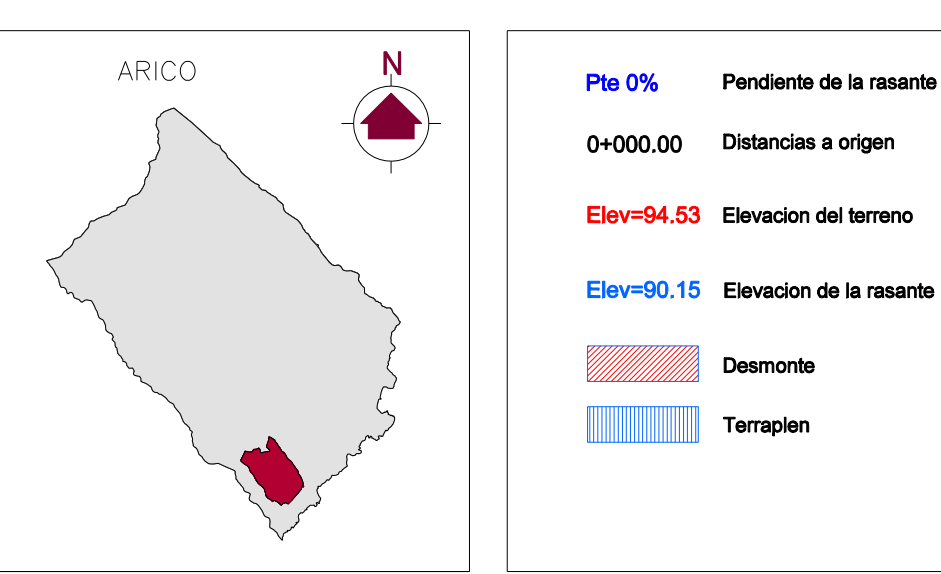 ARICO
N
Pte 0% Pendiente de la rasante
0+000.00 Distancias a origen
Elev=94.53 Elevacion del terreno
Elev=90.15 Elevacion de la rasante
Desmonte
Terraplen